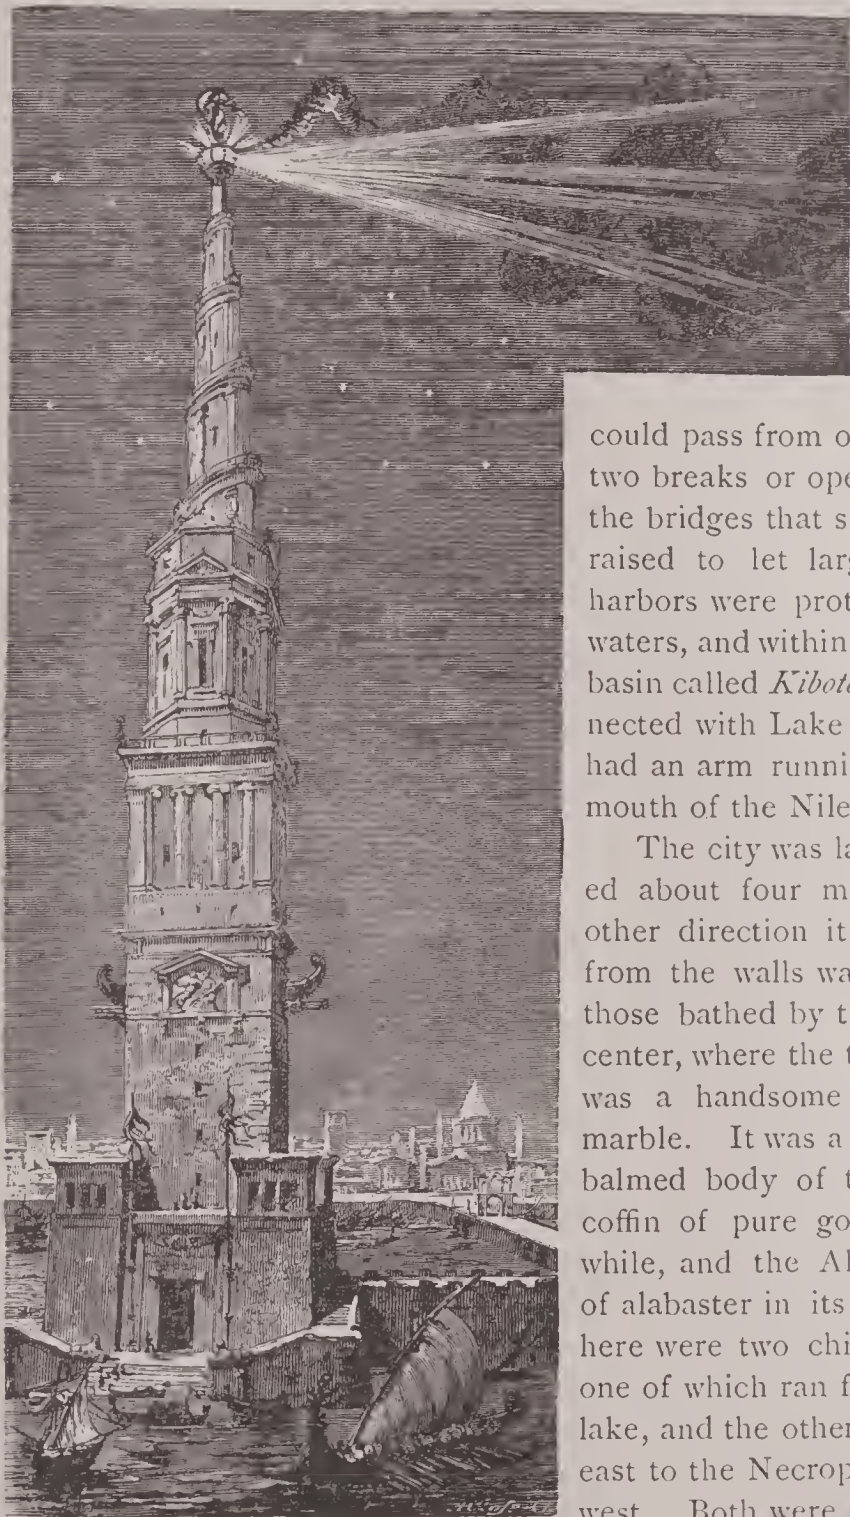 could pass from o
two breaks or ope
the bridges that s
raised to let larg
harbors were prot
waters, and within
basin called Kibot
nected with Lake
had an arm runni
mouth of the Nile
The city was la
ed about four m
other direction it
from the walls wa
those bathed by t
center, where the t
was a handsome
marble. It was a
balmed body of t
coffin of pure go
while, and the Al
of alabaster in its
here were two chi
one of which ran f
lake, and the other
east to the Necrop
west. Both were